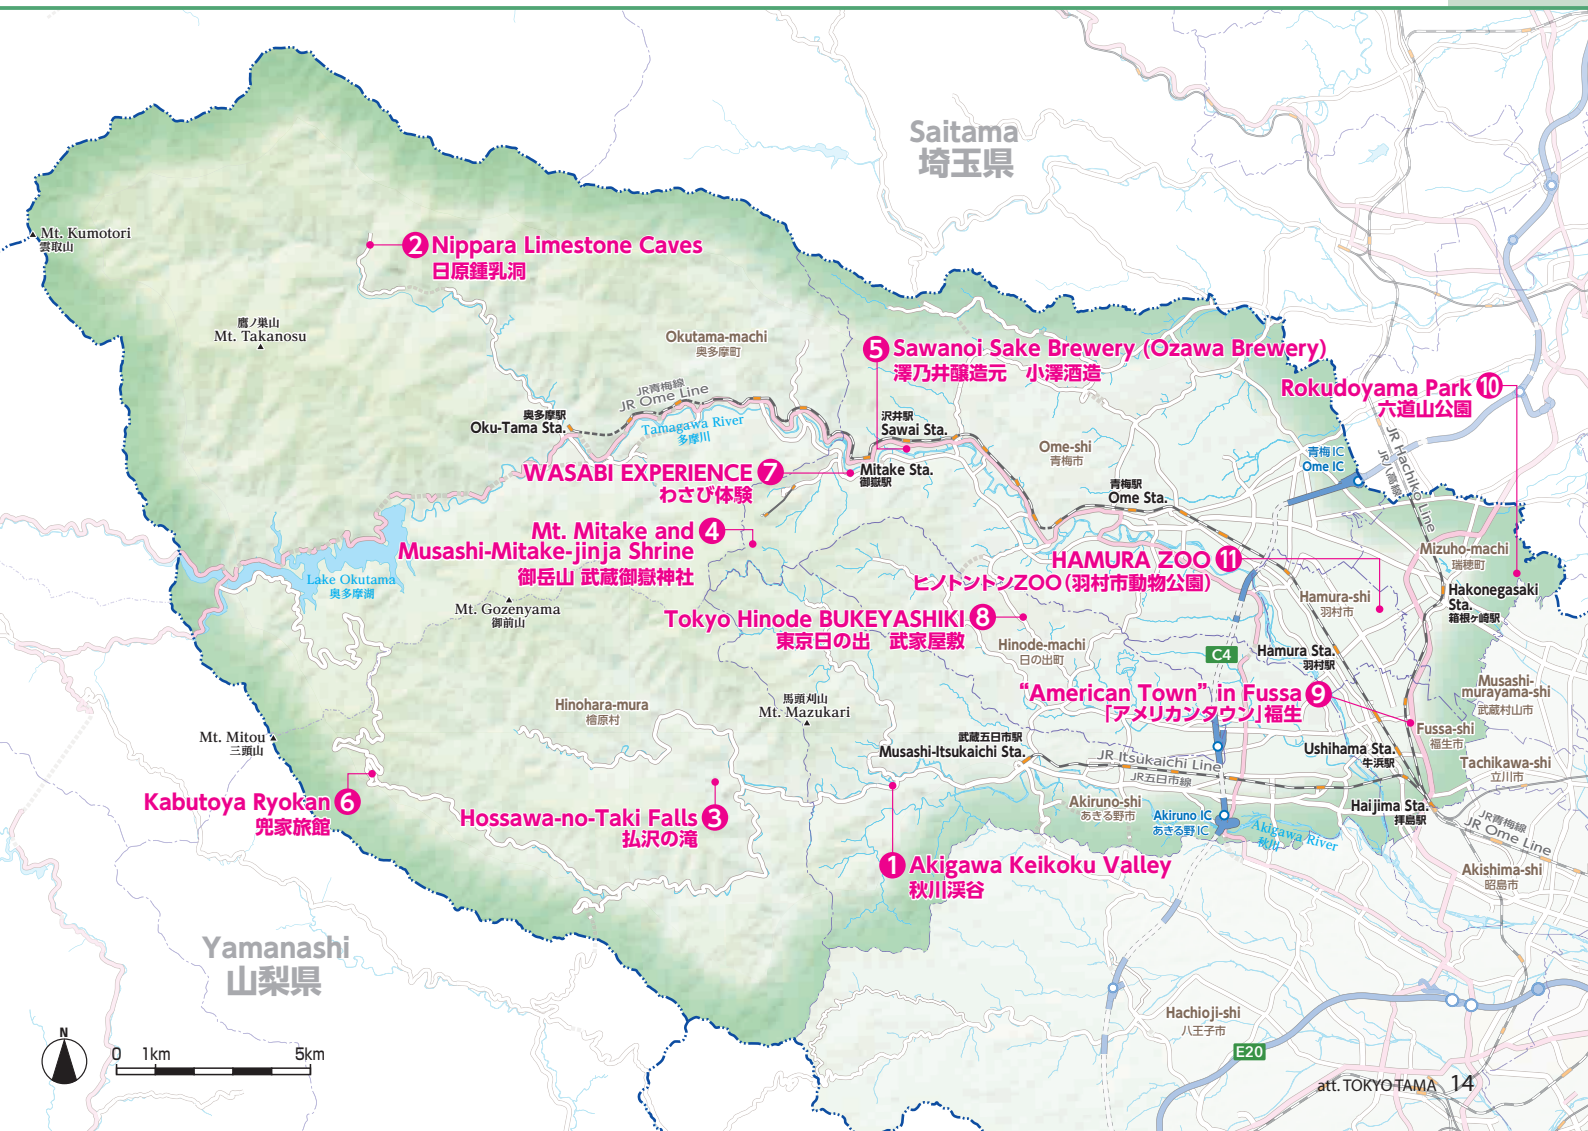 Saitama
埼玉県
Mt. Kumotori
雲取山
❷ Nippara Limestone Caves
日原鍾乳洞
鷹ノ巣山
Mt. Takanosu
Okutama-machi
奥多摩町
❺ Sawanoi Sake Brewery (Ozawa Brewery)
澤乃井醸造元　小澤酒造
Rokudoyama Park ❿
六道山公園
JR青梅線
JR Ome Line
奥多摩駅
Oku-Tama Sta.
Tamagawa River
多摩川
沢井駅
Sawai Sta.
Ome-shi
青梅市
青梅IC
Ome IC
JR Hachiko Line
JR八高線
WASABI EXPERIENCE ❼
わさび体験
Mitake Sta.
御嶽駅
青梅駅
Ome Sta.
Mt. Mitake and ❹
Musashi-Mitake-jinja Shrine
御岳山 武蔵御嶽神社
HAMURA ZOO ⓫
ヒノトントンZOO（羽村市動物公園）
Mizuho-machi
瑞穂町
Lake Okutama
奥多摩湖
Mt. Gozenyama
御前山
Hamura-shi
羽村市
Hakonegasaki
Sta.
箱根ヶ崎駅
Tokyo Hinode BUKEYASHIKI ❽
東京日の出　武家屋敷
Hinode-machi
日の出町
C4
Hamura Sta.
羽村駅
"American Town" in Fussa ❾
「アメリカンタウン」福生
Musashi-
murayama-shi
武蔵村山市
Hinohara-mura
檜原村
馬頭刈山
Mt. Mazukari
Fussa-shi
福生市
Mt. Mitou
三頭山
武蔵五日市駅
Musashi-Itsukaichi Sta.
JR Itsukaichi Line
JR五日市線
Ushihama Sta.
牛浜駅
Tachikawa-shi
立川市
Kabutoya Ryokan ❻
兜家旅館
Hossawa-no-Taki Falls ❸
払沢の滝
Akiruno-shi
あきる野市
Akiruno IC
あきる野IC
Haijima Sta.
拝島駅
Akigawa River
秋川
JR青梅線
JR Ome Line
❶ Akigawa Keikoku Valley
秋川渓谷
Akishima-shi
昭島市
Yamanashi
山梨県
Hachioji-shi
八王子市
E20
N
0 1km 5km
att. TOKYO TAMA 14